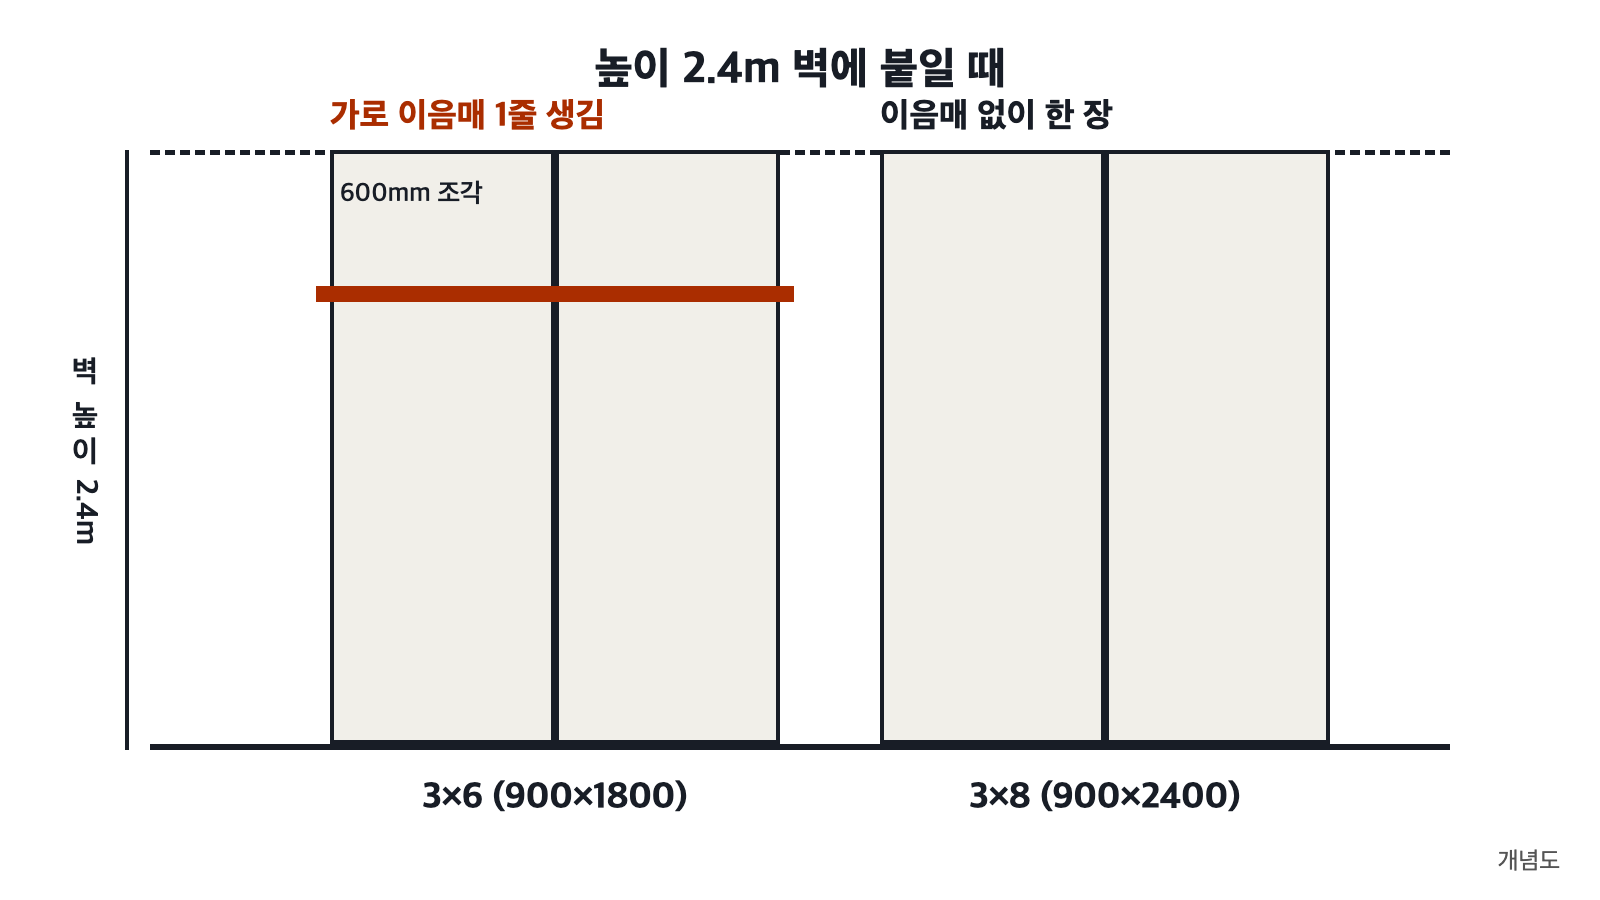 높이 2.4m 벽에 붙일 때
가로 이음매 1줄 생김
이음매 없이 한 장
600mm 조각
벽 높이 2.4m
3×6 (900×1800)
3×8 (900×2400)
개념도